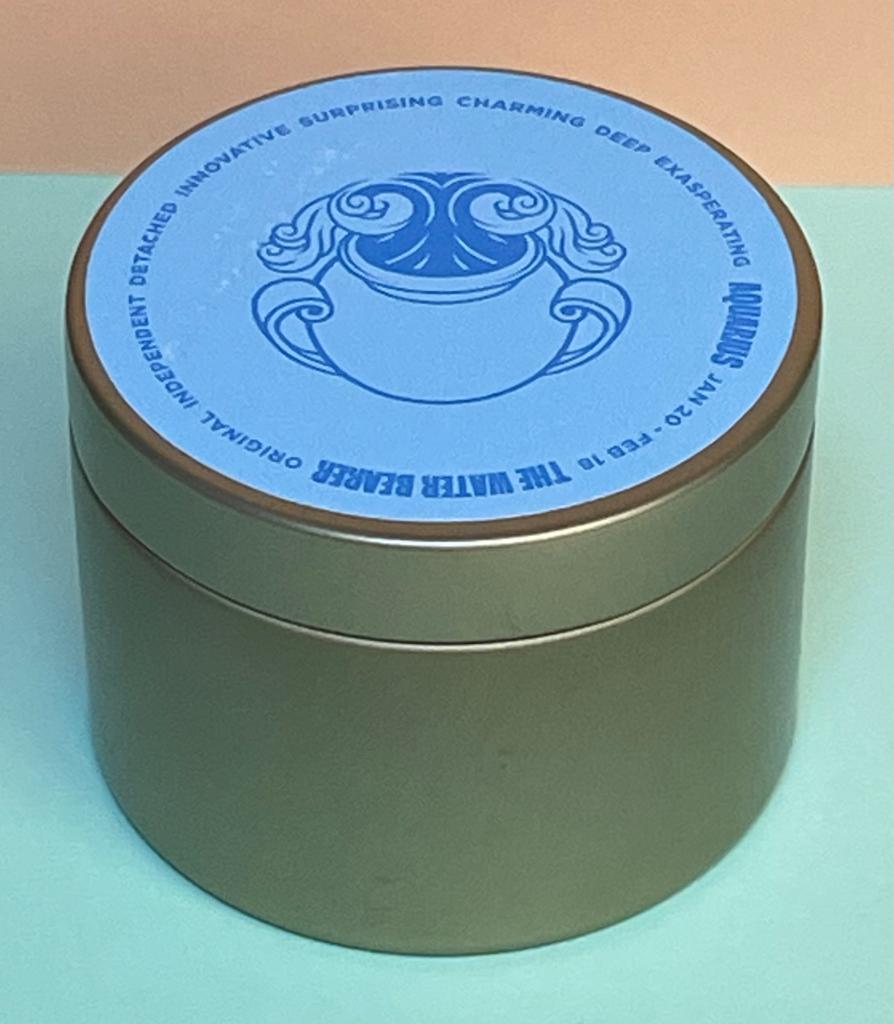 AQUARIUS JAN 20 - FEB 18 THE WATER BEARER ORIGINAL INDEPENDENT DETACHED INNOVATIVE SURPRISING CHARMING DEEP EXASPERATING